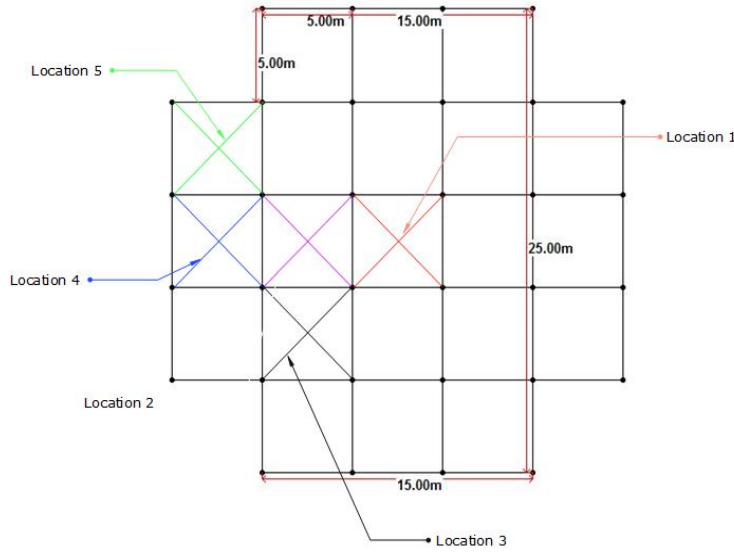 5.00m
15.00m
5.00m
Location 5
Location 1
25.00m
Location 4
Location 2
15.00m
Location 3